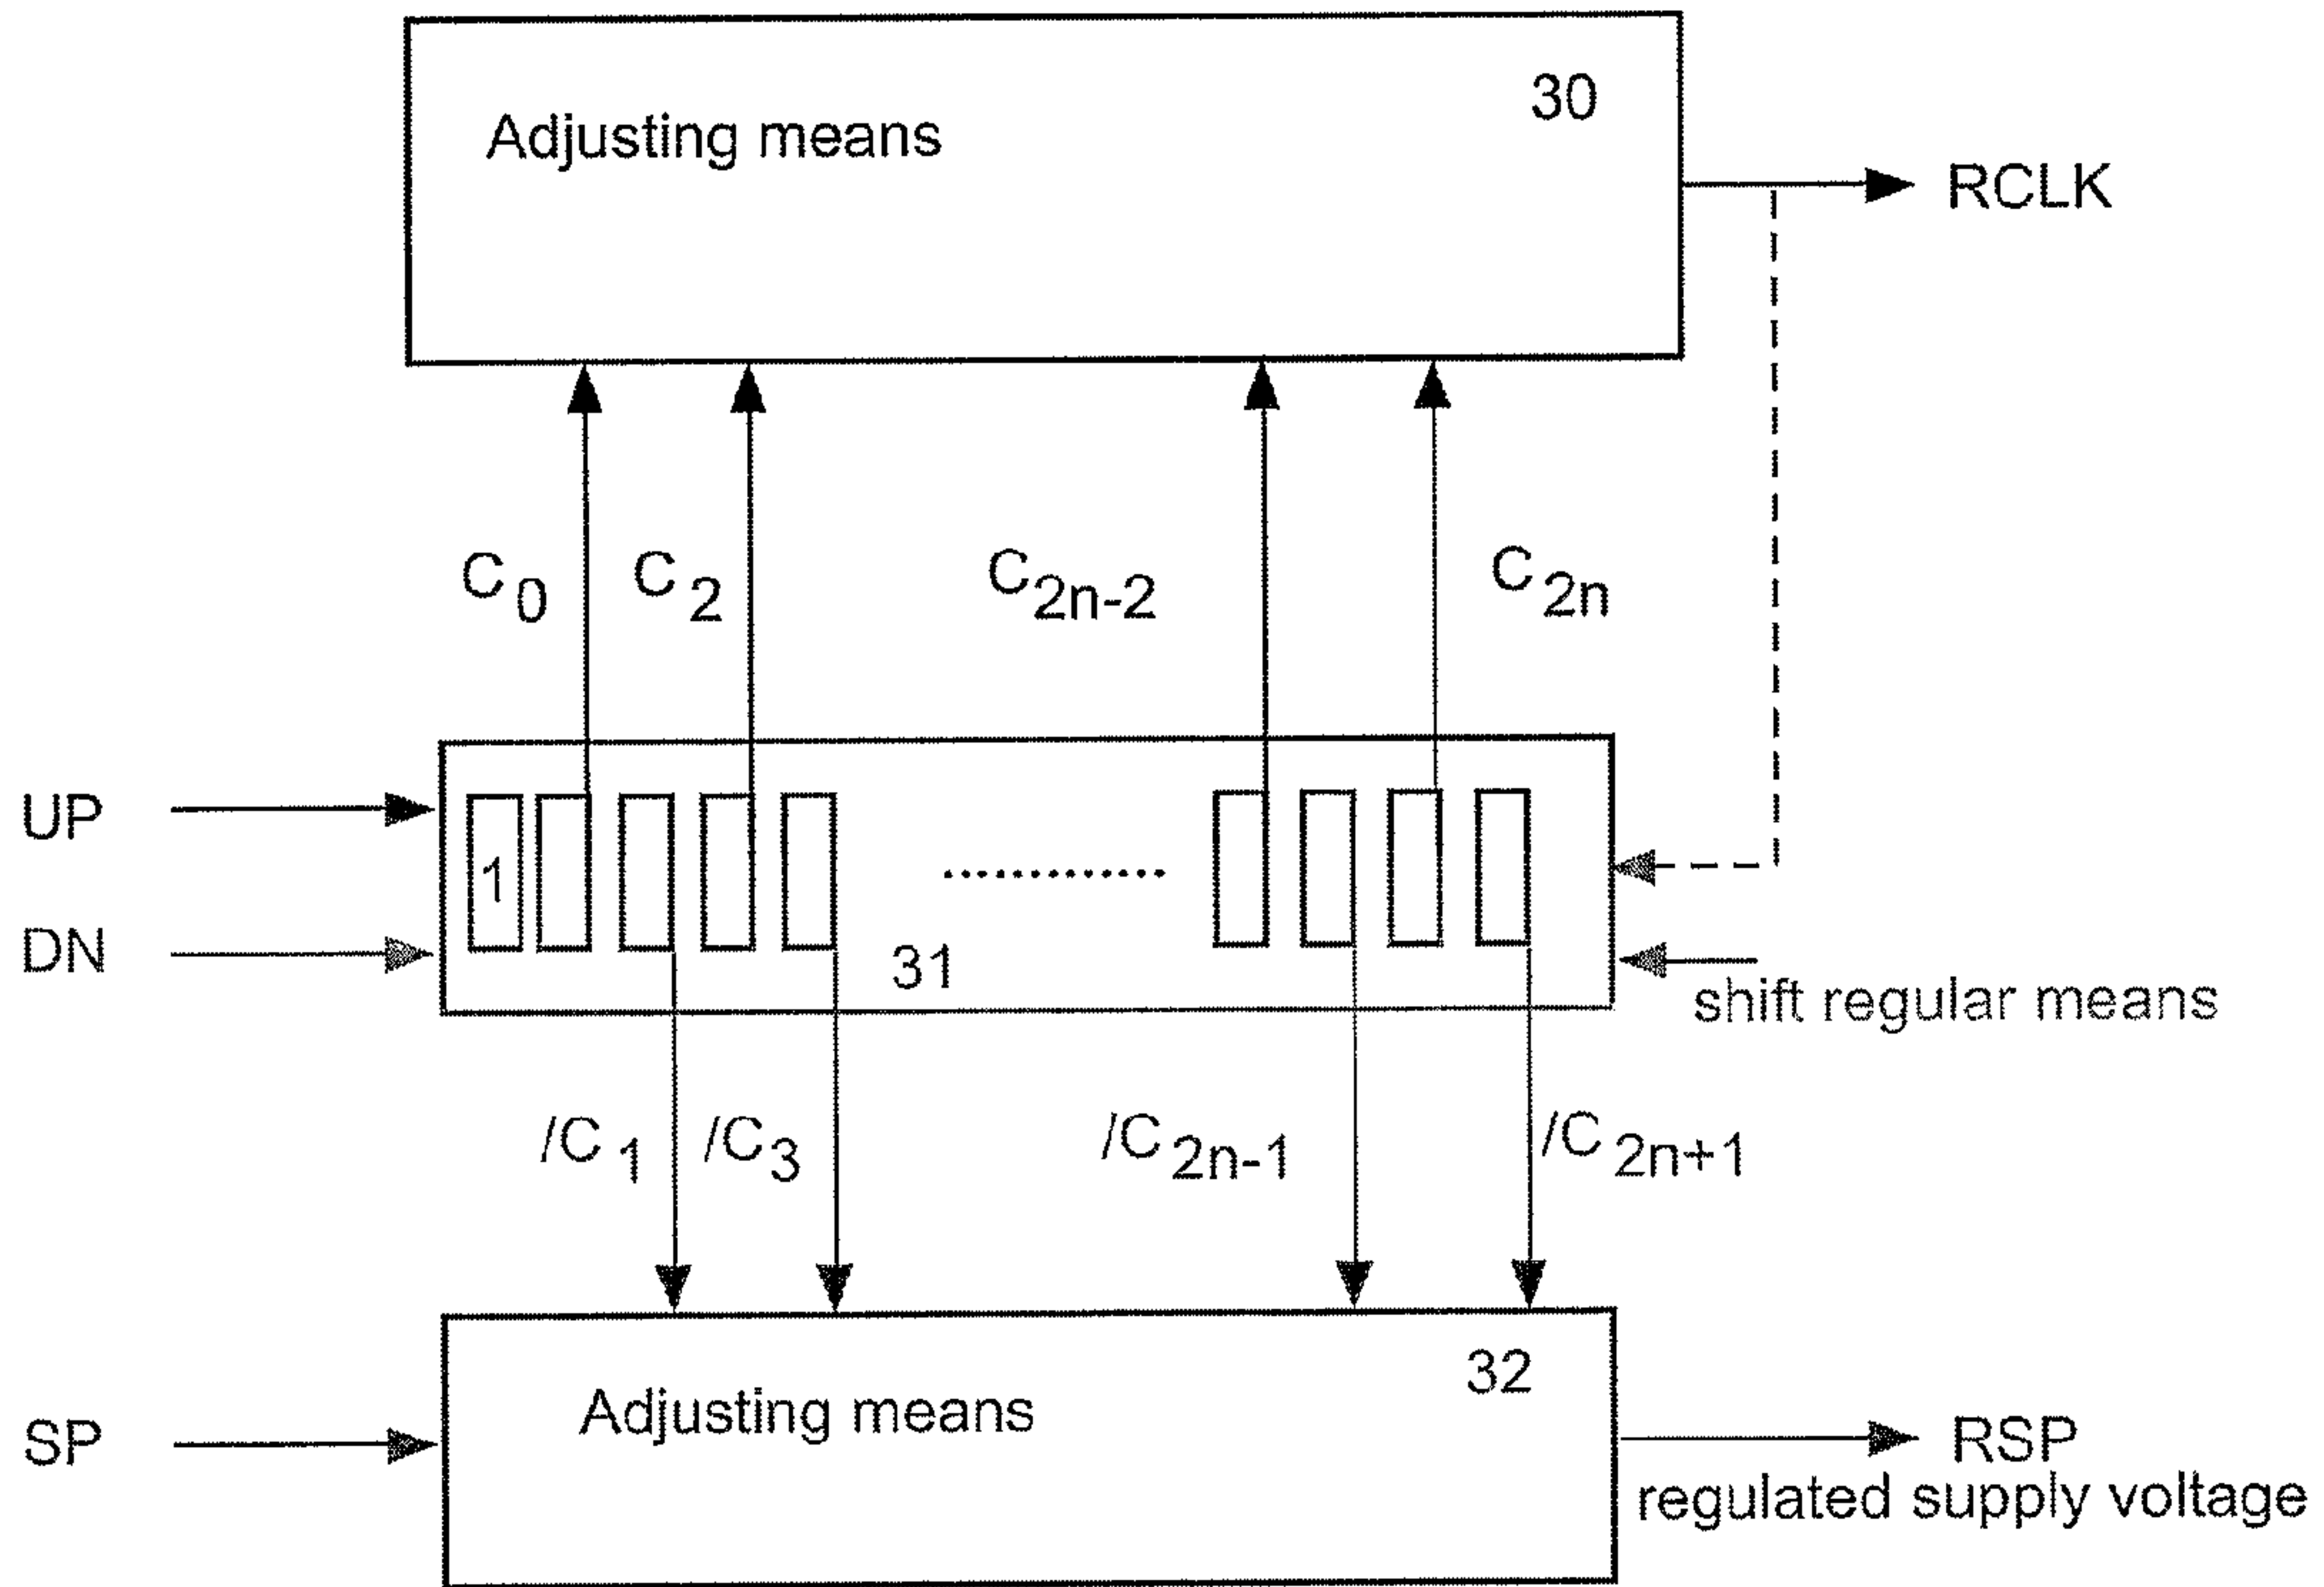 30
Adjusting means
RCLK
C0
C2
C2n-2
C2n
UP
1
DN
31
shift regular means
/C1
/C3
/C2n-1
/C2n+1
32
Adjusting means
SP
RSP
regulated supply voltage